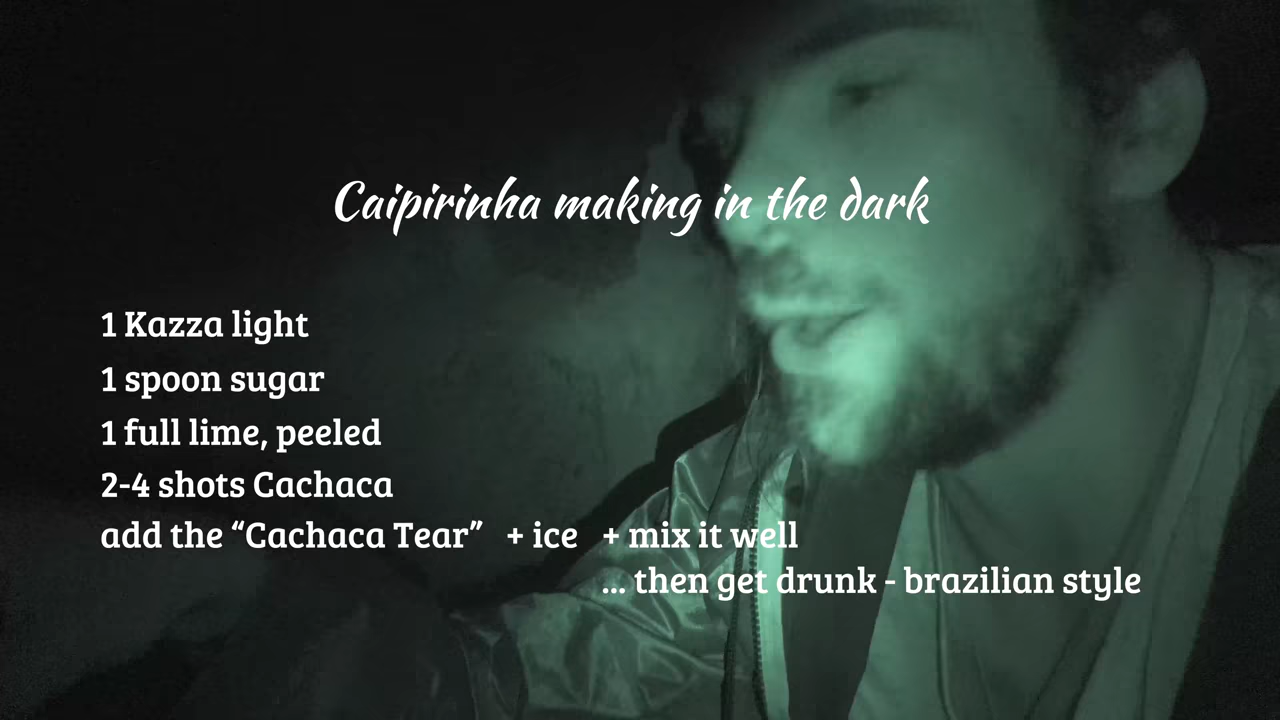 Caipirinha making in the dark
1 Kazza light
1 spoon sugar
1 full lime, peeled
2-4 shots Cachaca
add the “Cachaca Tear” + ice + mix it well
... then get drunk - brazilian style